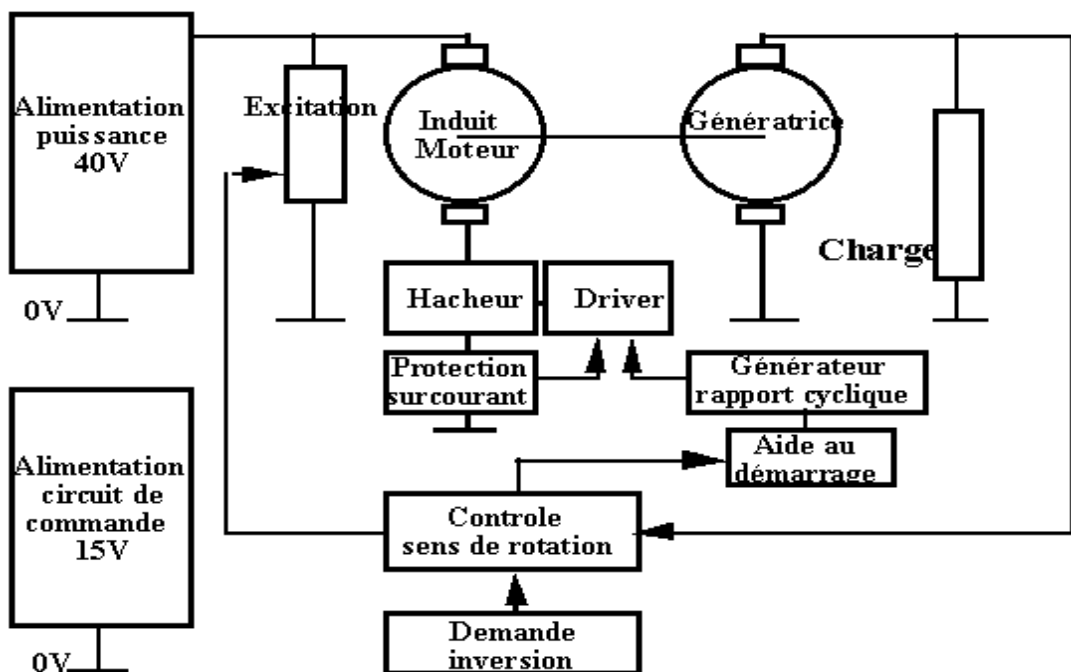 Alimentation
puissance
40V
Excitation
Induit
Moteur
Génératrice
Charge
0V
Hacheur
Driver
Protection
surcourant
Générateur
rapport cyclique
Aide au
démarrage
Alimentation
circuit de
commande
15V
Controle
sens de rotation
Demande
inversion
0V